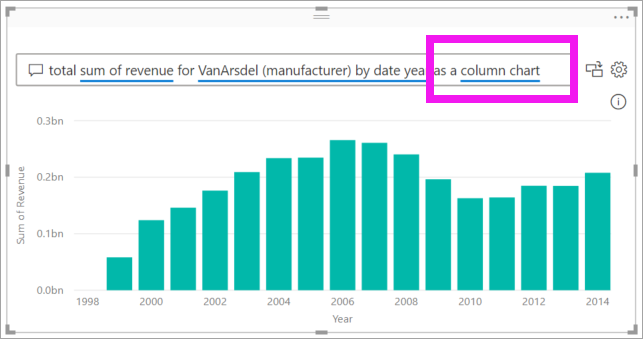 total sum of revenue for VanArsdel (manufacturer) by date year as a column chart
0.3bn
0.2bn
0.1bn
0.0bn
Sum of Revenue
1998 2000 2002 2004 2006 2008 2010 2012 2014
Year